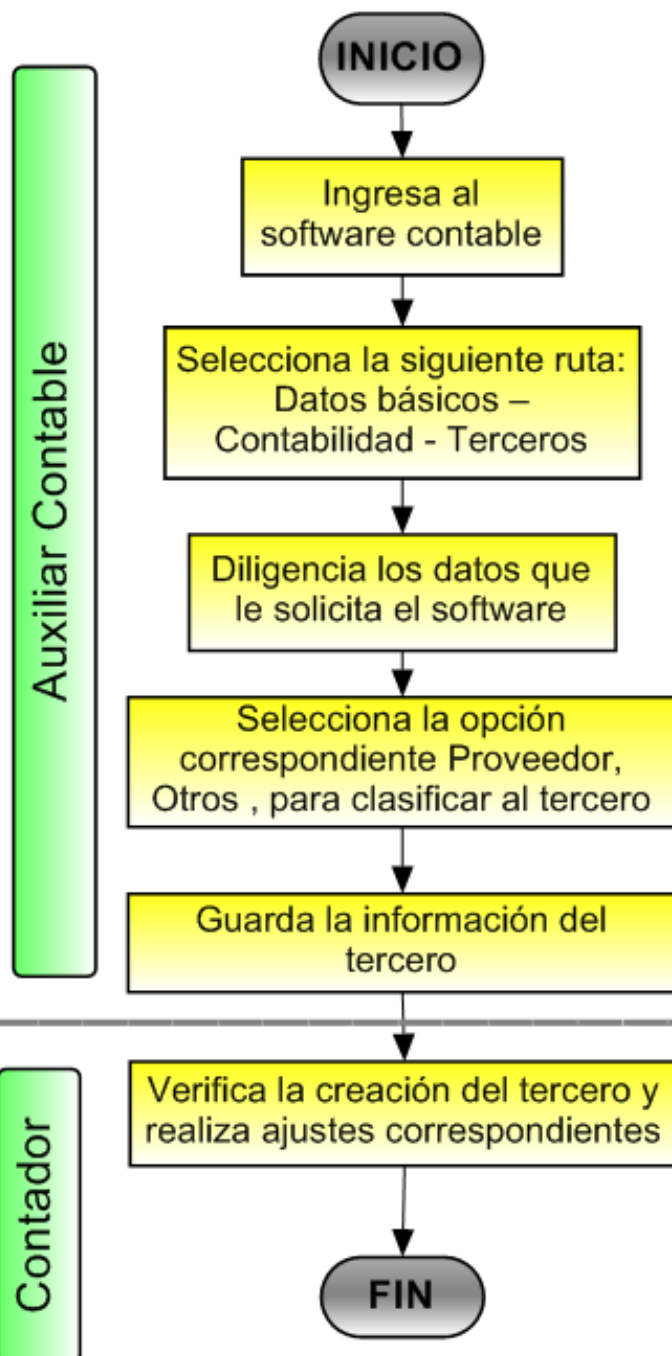 INICIO
Auxiliar Contable
Ingresa al
software contable
Selecciona la siguiente ruta:
Datos básicos –
Contabilidad - Terceros
Diligencia los datos que
le solicita el software
Selecciona la opción
correspondiente Proveedor,
Otros , para clasificar al tercero
Guarda la información del
tercero
Contador
Verifica la creación del tercero y
realiza ajustes correspondientes
FIN